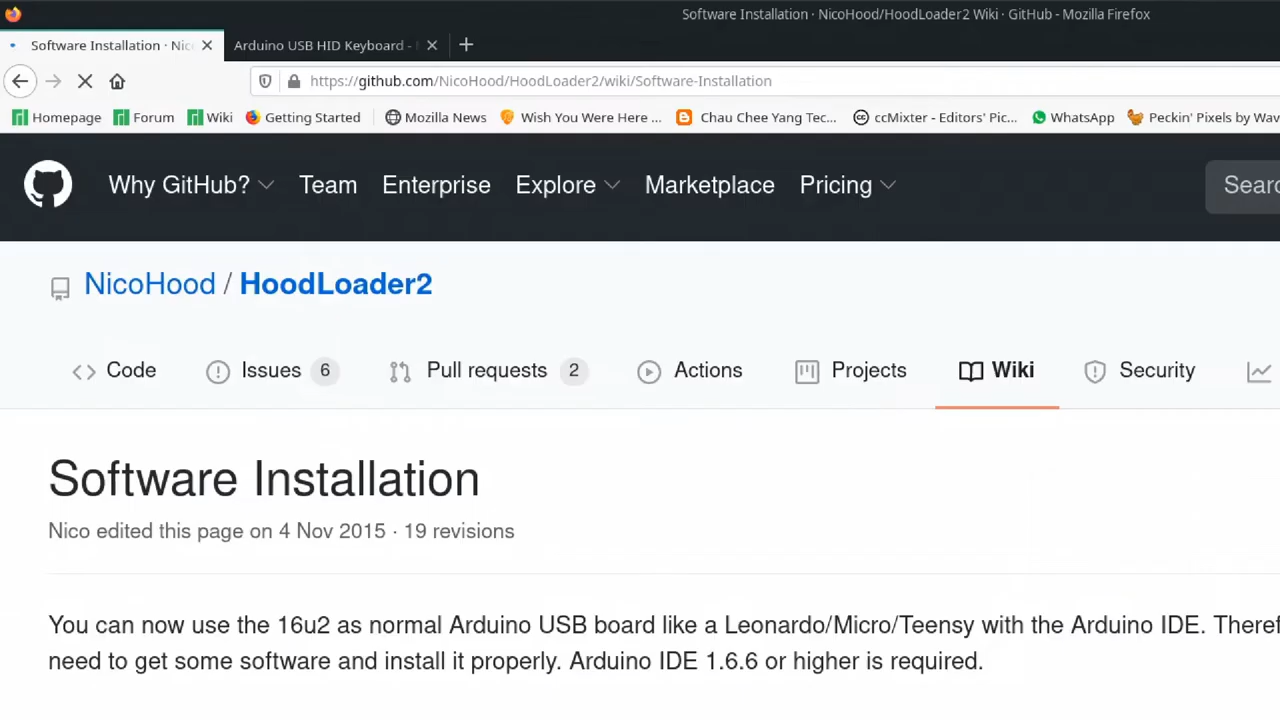 Software Installation · NicoHood/HoodLoader2 Wiki · GitHub - Mozilla Firefox
Software Installation · Nic
Arduino USB HID Keyboard -
https://github.com/NicoHood/HoodLoader2/wiki/Software-Installation
Homepage Forum Wiki Getting Started Mozilla News Wish You Were Here ... Chau Chee Yang Tec... ccMixter - Editors' Pic... WhatsApp Peckin' Pixels by Wav
Why GitHub? Team Enterprise Explore Marketplace Pricing Searc
NicoHood / HoodLoader2
Code Issues 6 Pull requests 2 Actions Projects Wiki Security
Software Installation
Nico edited this page on 4 Nov 2015 · 19 revisions
You can now use the 16u2 as normal Arduino USB board like a Leonardo/Micro/Teensy with the Arduino IDE. Theref
need to get some software and install it properly. Arduino IDE 1.6.6 or higher is required.